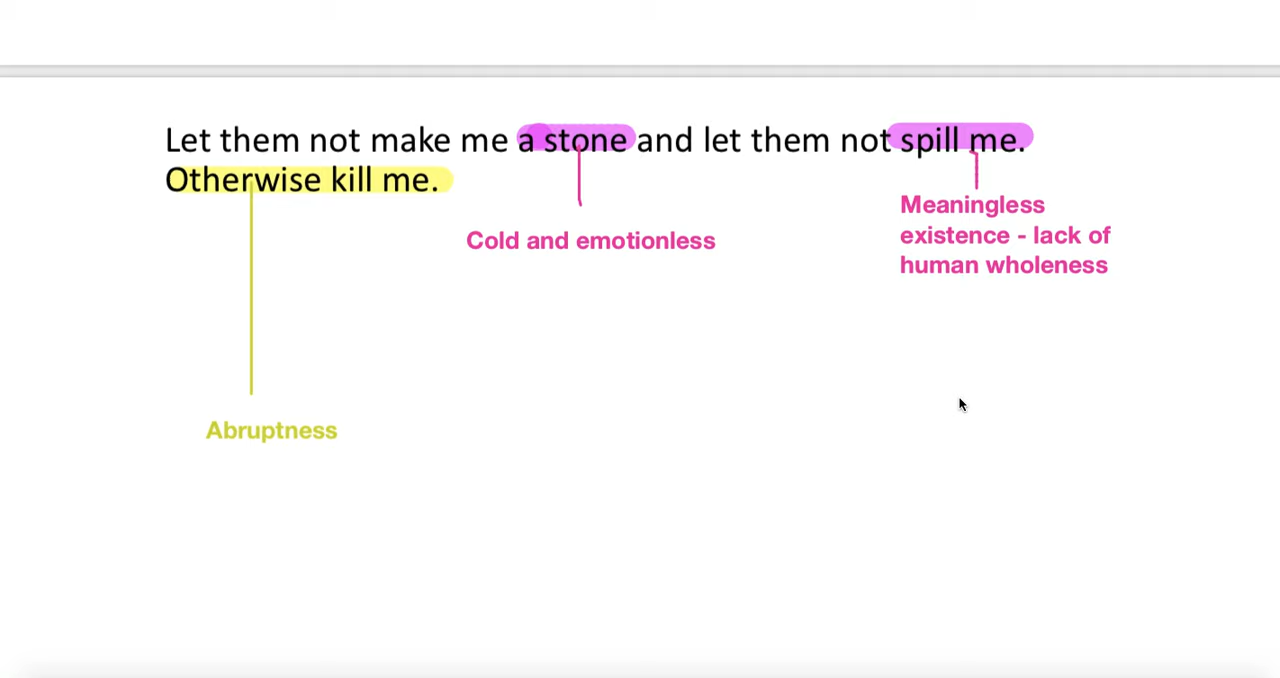 Let them not make me a stone and let them not spill me.
Otherwise kill me.
Meaningless
existence - lack of
human wholeness
Cold and emotionless
Abruptness